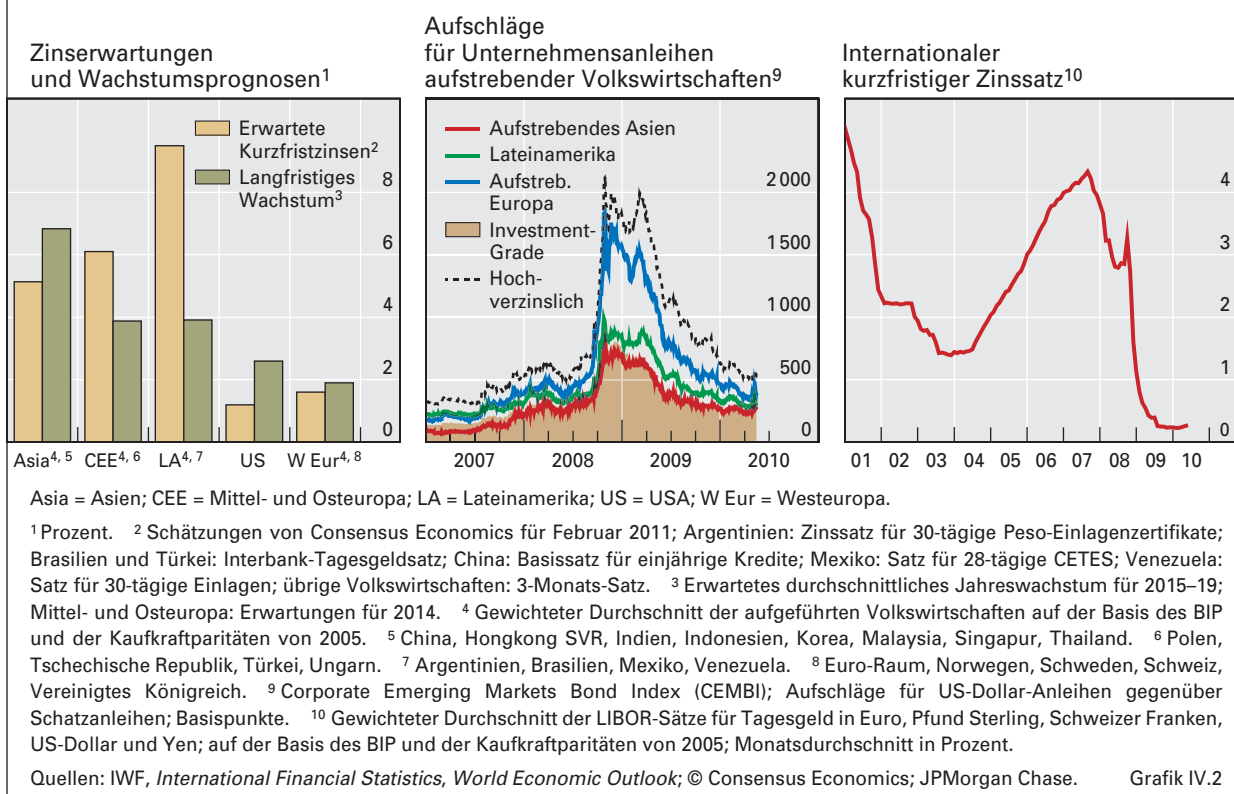 Zinserwartungen
und Wachstumsprognosen¹
Erwartete
Kurzfristzinsen²
Langfristiges
Wachstum³
8
6
4
2
0
Asia⁴, ⁵ CEE⁴, ⁶ LA⁴, ⁷ US W Eur⁴, ⁸
Aufschläge
für Unternehmensanleihen
aufstrebender Volkswirtschaften⁹
Aufstrebendes Asien
Lateinamerika
Aufstreb.
Europa
Investment-
Grade
Hoch-
verzinslich
2 000
1 500
1 000
500
0
2007 2008 2009 2010
Internationaler
kurzfristiger Zinssatz¹⁰
4
3
2
1
0
01 02 03 04 05 06 07 08 09 10
Asia = Asien; CEE = Mittel- und Osteuropa; LA = Lateinamerika; US = USA; W Eur = Westeuropa.
¹ Prozent. ² Schätzungen von Consensus Economics für Februar 2011; Argentinien: Zinssatz für 30-tägige Peso-Einlagenzertifikate;
Brasilien und Türkei: Interbank-Tagesgeldsatz; China: Basissatz für einjährige Kredite; Mexiko: Satz für 28-tägige CETES; Venezuela:
Satz für 30-tägige Einlagen; übrige Volkswirtschaften: 3-Monats-Satz. ³ Erwartetes durchschnittliches Jahreswachstum für 2015–19;
Mittel- und Osteuropa: Erwartungen für 2014. ⁴ Gewichteter Durchschnitt der aufgeführten Volkswirtschaften auf der Basis des BIP
und der Kaufkraftparitäten von 2005. ⁵ China, Hongkong SVR, Indien, Indonesien, Korea, Malaysia, Singapur, Thailand. ⁶ Polen,
Tschechische Republik, Türkei, Ungarn. ⁷ Argentinien, Brasilien, Mexiko, Venezuela. ⁸ Euro-Raum, Norwegen, Schweden, Schweiz,
Vereinigtes Königreich. ⁹ Corporate Emerging Markets Bond Index (CEMBI); Aufschläge für US-Dollar-Anleihen gegenüber
Schatzanleihen; Basispunkte. ¹⁰ Gewichteter Durchschnitt der LIBOR-Sätze für Tagesgeld in Euro, Pfund Sterling, Schweizer Franken,
US-Dollar und Yen; auf der Basis des BIP und der Kaufkraftparitäten von 2005; Monatsdurchschnitt in Prozent.
Quellen: IWF, International Financial Statistics, World Economic Outlook; © Consensus Economics; JPMorgan Chase. Grafik IV.2